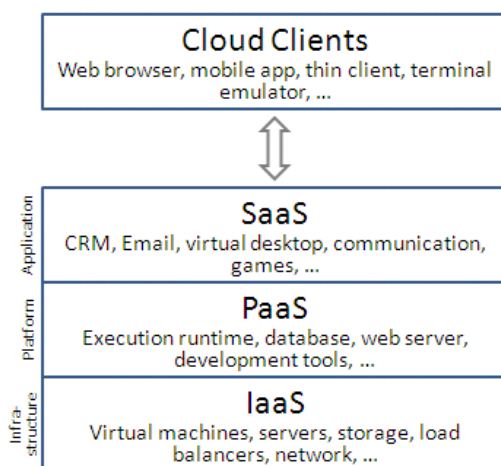 Cloud Clients
Web browser, mobile app, thin client, terminal
emulator, ...
Application
SaaS
CRM, Email, virtual desktop, communication,
games, ...
Platform
PaaS
Execution runtime, database, web server,
development tools, ...
Infra-
structure
IaaS
Virtual machines, servers, storage, load
balancers, network, ...